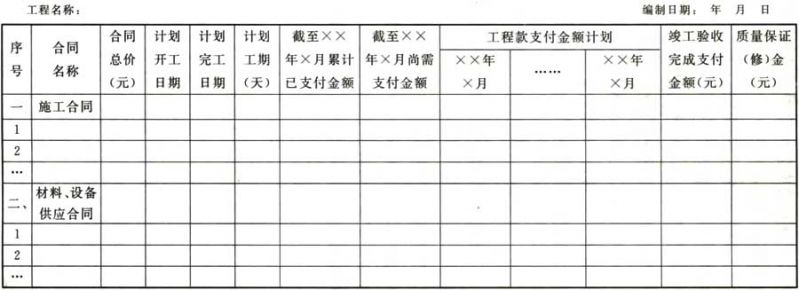 工程名称： 编制日期： 年 月 日
序号 合同名称 合同总价（元） 计划开工日期 计划完工日期 计划工期（天） 截至××年×月累计已支付金额 截至××年×月尚需支付金额 工程款支付金额计划 竣工验收完成支付金额（元） 质量保证（修）金（元）
××年×月 …… ××年×月
一 施工合同
1
2
…
二、 材料、设备供应合同
1
2
…